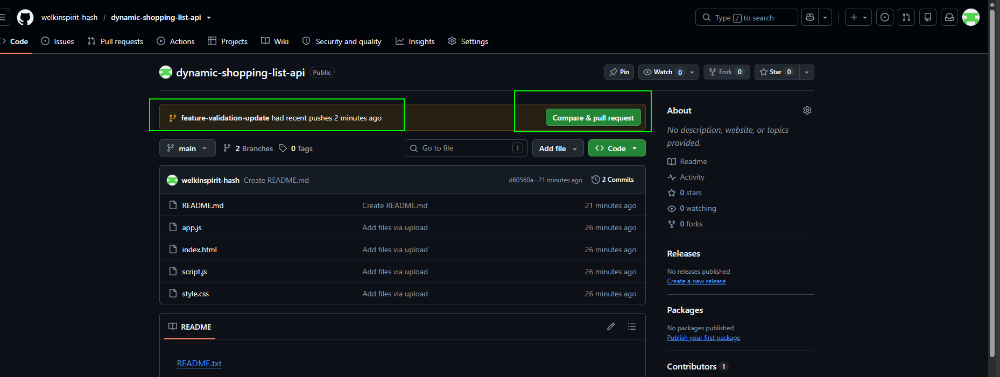 welkinspirit-hash / dynamic-shopping-list-api
Type / to search
Code Issues Pull requests Actions Projects Wiki Security and quality Insights Settings
dynamic-shopping-list-api Public
Pin Watch 0 Fork 0 Star 0
feature-validation-update had recent pushes 2 minutes ago
Compare & pull request
main 2 Branches 0 Tags
Go to file T Add file Code
welkinspirit-hash Create README.md d60560a · 21 minutes ago 2 Commits
README.md Create README.md 21 minutes ago
app.js Add files via upload 26 minutes ago
index.html Add files via upload 26 minutes ago
script.js Add files via upload 26 minutes ago
style.css Add files via upload 26 minutes ago
README
README.txt
About
No description, website, or topics
provided.
Readme
Activity
0 stars
0 watching
0 forks
Releases
No releases published
Create a new release
Packages
No packages published
Publish your first package
Contributors 1